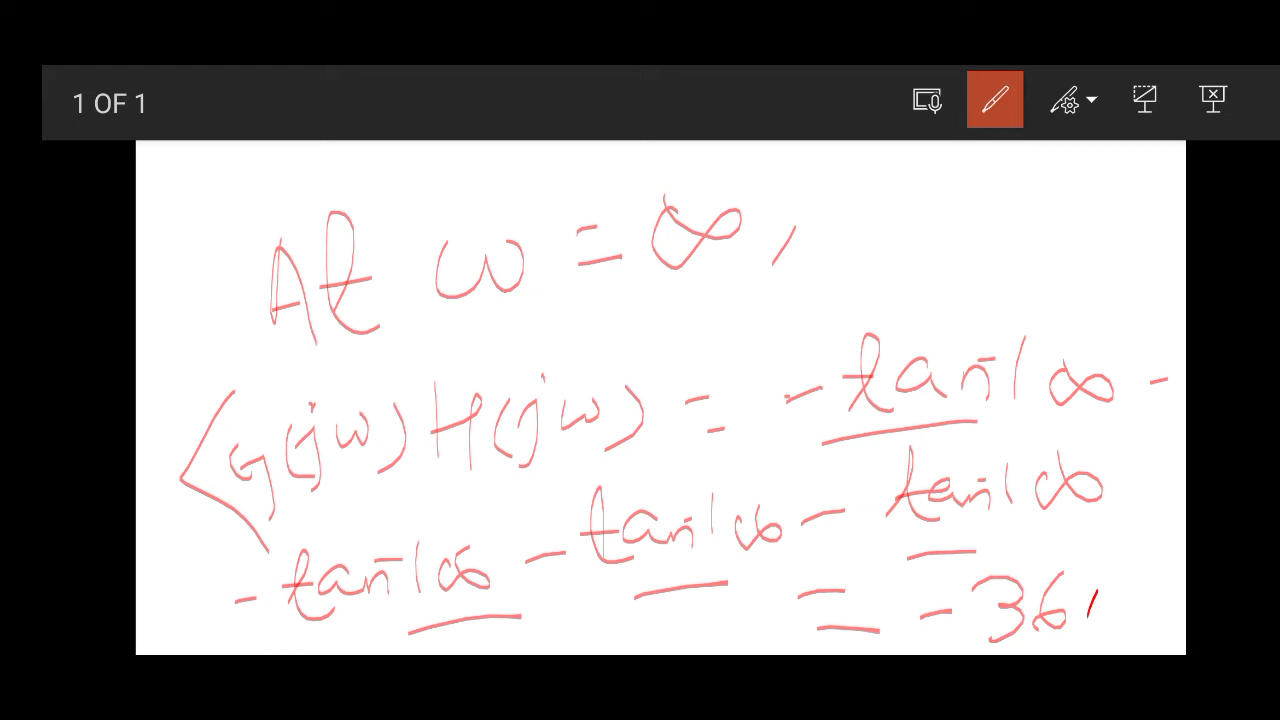 1 OF 1
At ω = ∞,
∠G(jω)H(jω) = - tan-1 ∞ -
- tan-1 ∞ - tan-1 ∞ - tan-1 ∞
= - 36